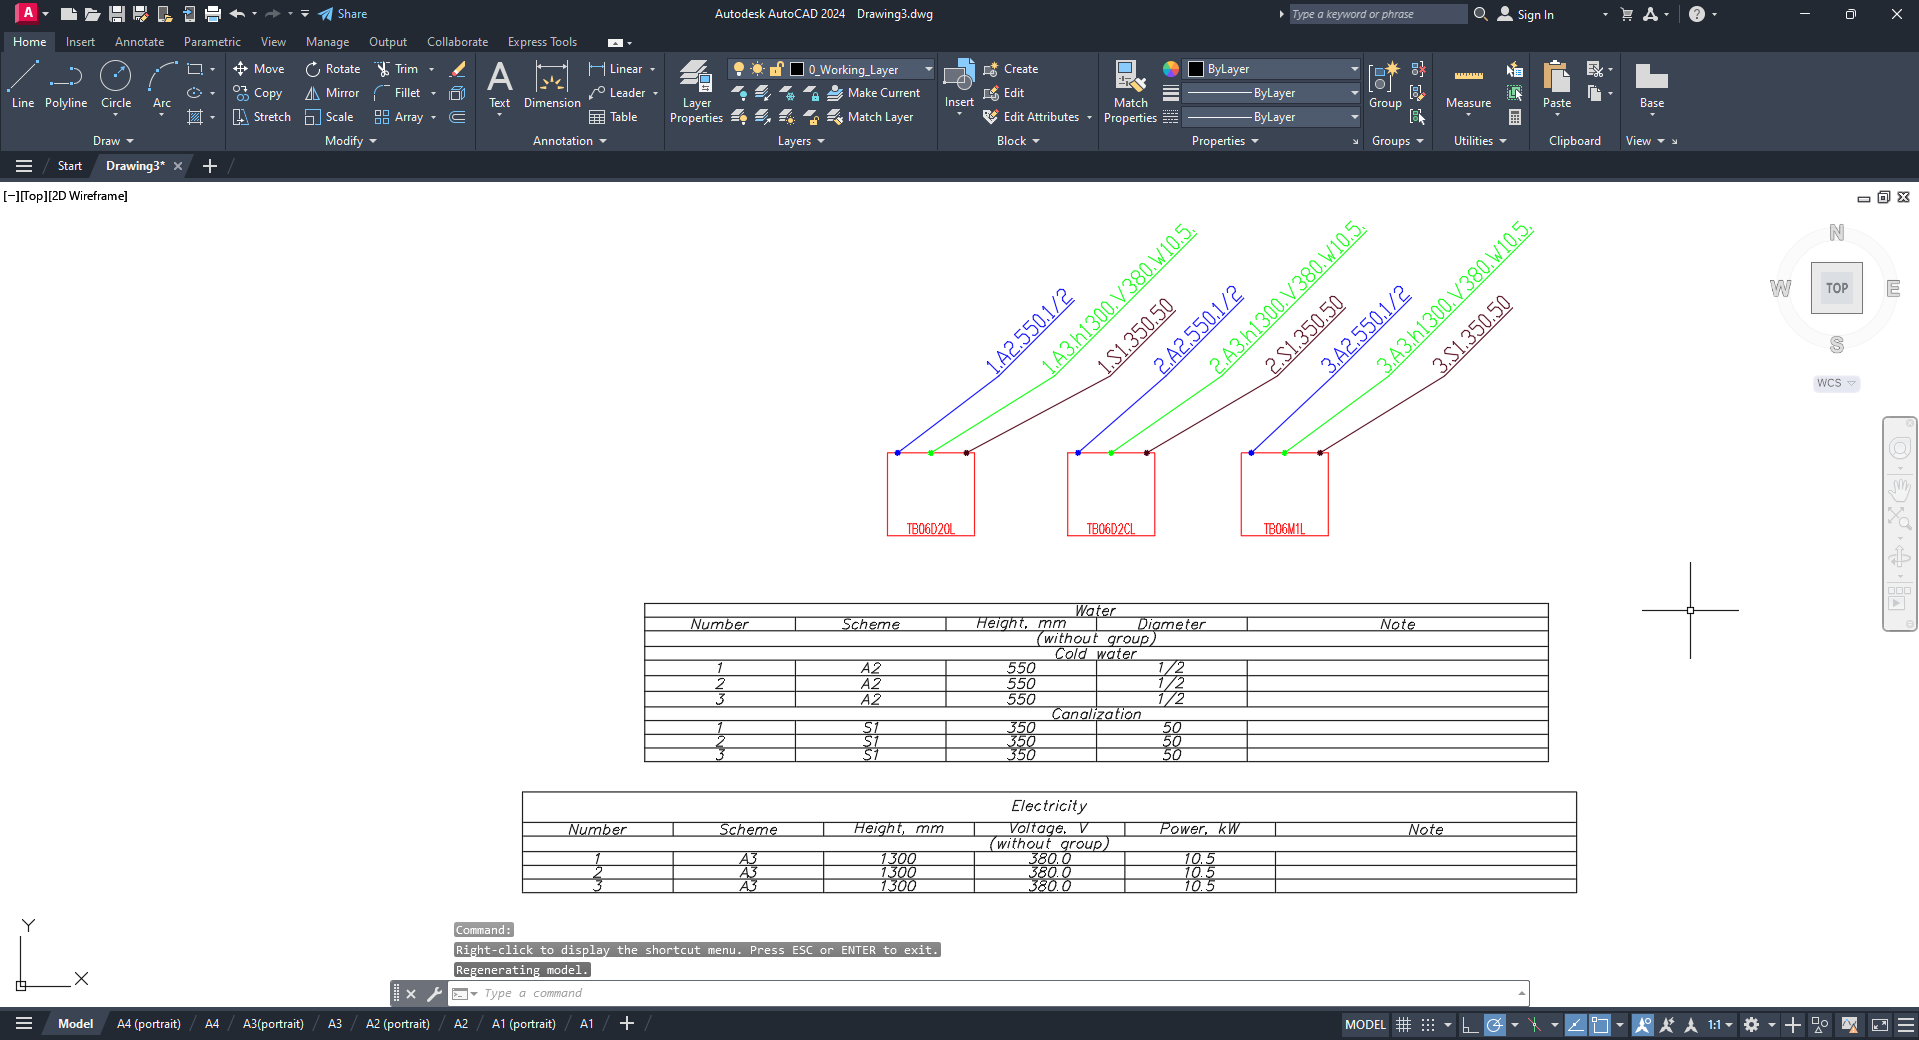 A Share Autodesk AutoCAD 2024 Drawing3.dwg Type a keyword or phrase Sign In
Home Insert Annotate Parametric View Manage Output Collaborate Express Tools
Line Polyline Circle Arc
Draw
Move Rotate Trim
Copy Mirror Fillet
Stretch Scale Array
Modify
Text Dimension
Linear
Leader
Table
Annotation
Layer Properties
0_Working_Layer
Make Current
Match Layer
Layers
Insert
Create
Edit
Edit Attributes
Block
Match Properties
ByLayer
ByLayer
ByLayer
Properties
Group
Groups
Measure
Utilities
Paste
Clipboard
Base
View
Start Drawing3*
[−][Top][2D Wireframe]
N
W TOP E
S
WCS
1.A2.550.1/2
1.A3.h1300.V380.W10.5.
1.S1.350.50
2.A2.550.1/2
2.A3.h1300.V380.W10.5.
2.S1.350.50
3.A2.550.1/2
3.A3.h1300.V380.W10.5.
3.S1.350.50
TB06D20L TB06D2CL TB06M1L
Water
Number Scheme Height, mm Diameter Note
(without group)
Cold water
1 A2 550 1/2
2 A2 550 1/2
3 A2 550 1/2
Canalization
1 S1 350 50
2 S1 350 50
3 S1 350 50
Electricity
Number Scheme Height, mm Voltage, V Power, kW Note
(without group)
1 A3 1300 380.0 10.5
2 A3 1300 380.0 10.5
3 A3 1300 380.0 10.5
Y
X
Command:
Right-click to display the shortcut menu. Press ESC or ENTER to exit.
Regenerating model.
Type a command
Model A4 (portrait) A4 A3(portrait) A3 A2 (portrait) A2 A1 (portrait) A1
MODEL 1:1